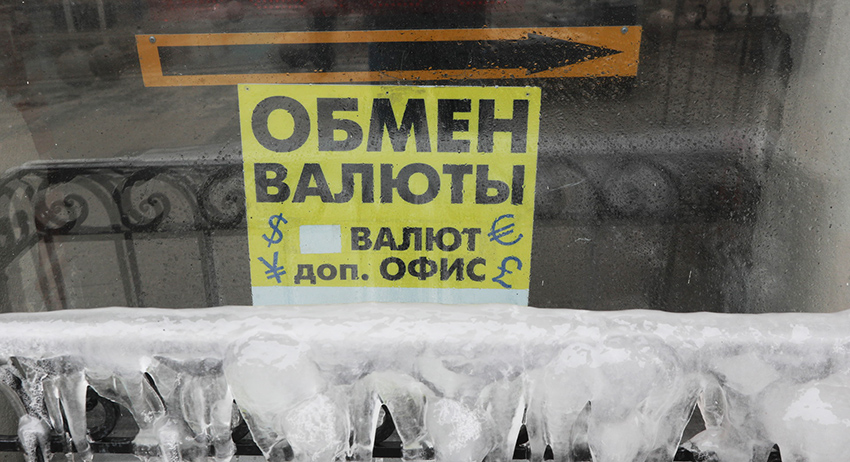 ОБМЕН
ВАЛЮТЫ
$ ВАЛЮТ €
¥ доп. ОФИС £